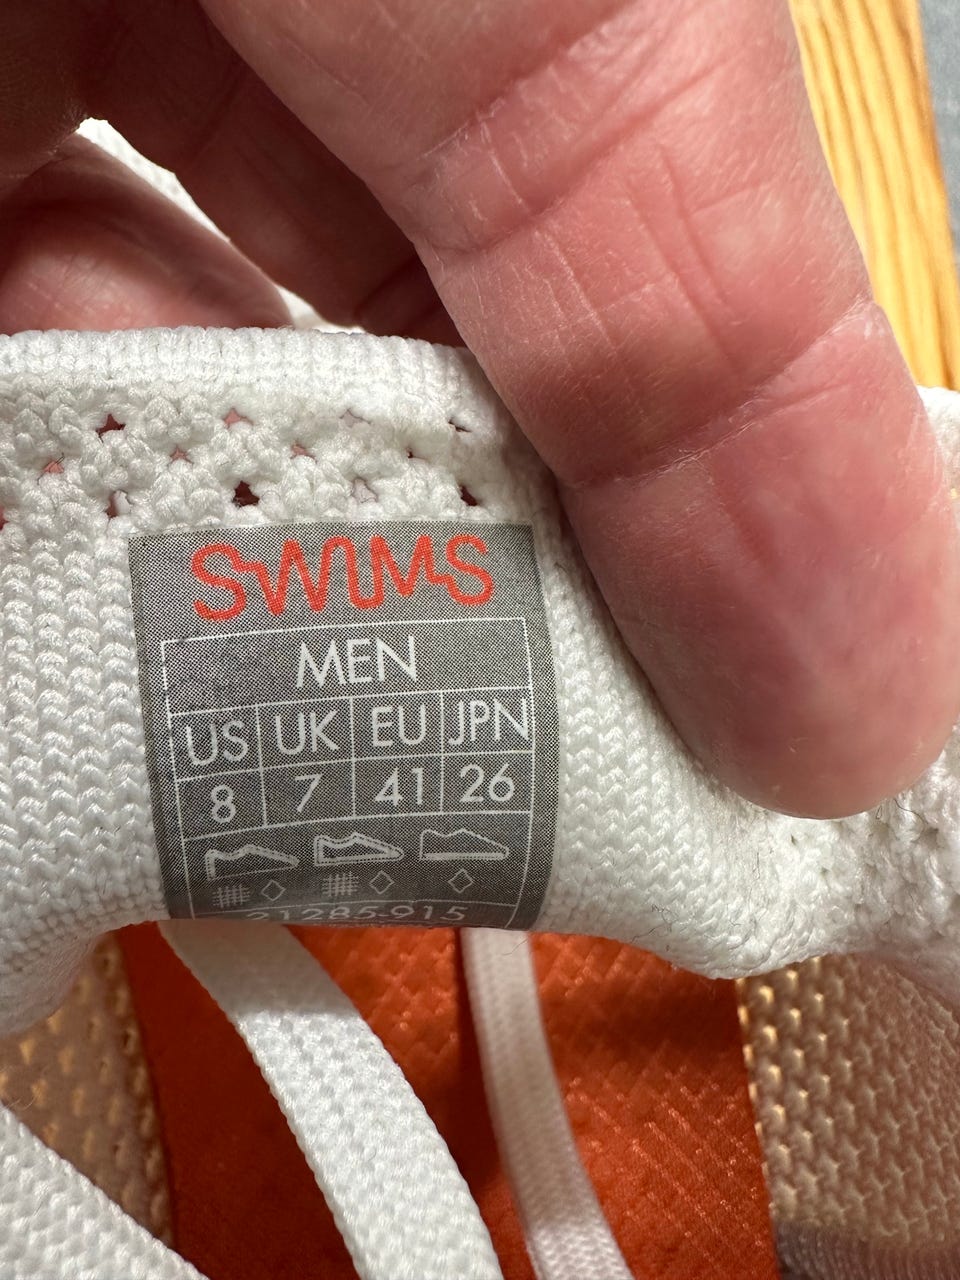 SWIMS
MEN
US UK EU JPN
8 7 41 26
21285-915